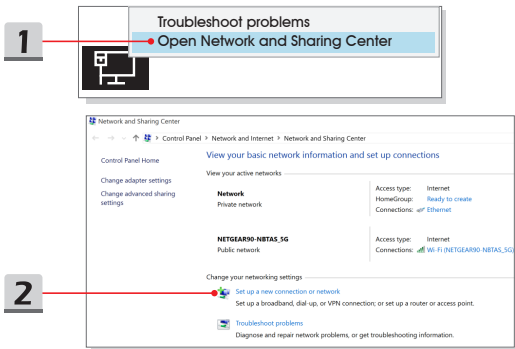 1
Troubleshoot problems
Open Network and Sharing Center
Network and Sharing Center
Control Panel > Network and Internet > Network and Sharing Center
Control Panel Home
Change adapter settings
Change advanced sharing
settings
View your basic network information and set up connections
View your active networks
Network
Private network
Access type: Internet
HomeGroup: Ready to create
Connections: Ethernet
NETGEAR90-NBTAS_5G
Public network
Access type: Internet
Connections: Wi-Fi (NETGEAR90-NBTAS_5G)
Change your networking settings
2
Set up a new connection or network
Set up a broadband, dial-up, or VPN connection; or set up a router or access point.
Troubleshoot problems
Diagnose and repair network problems, or get troubleshooting information.